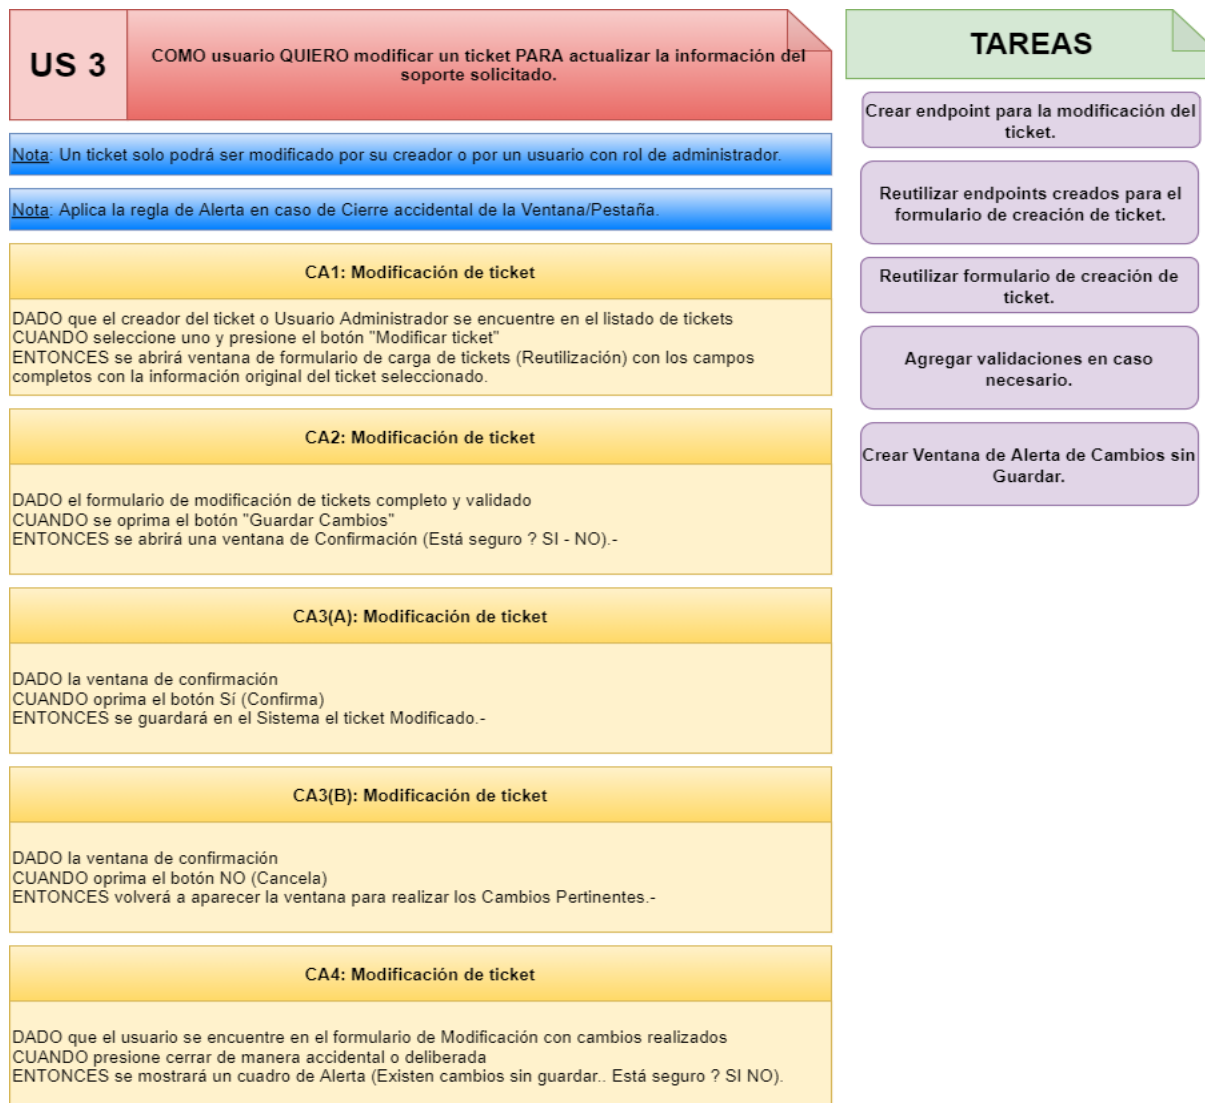 US 3
COMO usuario QUIERO modificar un ticket PARA actualizar la información del
soporte solicitado.
Nota: Un ticket solo podrá ser modificado por su creador o por un usuario con rol de administrador.
Nota: Aplica la regla de Alerta en caso de Cierre accidental de la Ventana/Pestaña.
CA1: Modificación de ticket
DADO que el creador del ticket o Usuario Administrador se encuentre en el listado de tickets
CUANDO seleccione uno y presione el botón "Modificar ticket"
ENTONCES se abrirá ventana de formulario de carga de tickets (Reutilización) con los campos
completos con la información original del ticket seleccionado.
CA2: Modificación de ticket
DADO el formulario de modificación de tickets completo y validado
CUANDO se oprima el botón "Guardar Cambios"
ENTONCES se abrirá una ventana de Confirmación (Está seguro ? SI - NO).-
CA3(A): Modificación de ticket
DADO la ventana de confirmación
CUANDO oprima el botón Sí (Confirma)
ENTONCES se guardará en el Sistema el ticket Modificado.-
CA3(B): Modificación de ticket
DADO la ventana de confirmación
CUANDO oprima el botón NO (Cancela)
ENTONCES volverá a aparecer la ventana para realizar los Cambios Pertinentes.-
CA4: Modificación de ticket
DADO que el usuario se encuentre en el formulario de Modificación con cambios realizados
CUANDO presione cerrar de manera accidental o deliberada
ENTONCES se mostrará un cuadro de Alerta (Existen cambios sin guardar.. Está seguro ? SI NO).
TAREAS
Crear endpoint para la modificación del
ticket.
Reutilizar endpoints creados para el
formulario de creación de ticket.
Reutilizar formulario de creación de
ticket.
Agregar validaciones en caso
necesario.
Crear Ventana de Alerta de Cambios sin
Guardar.